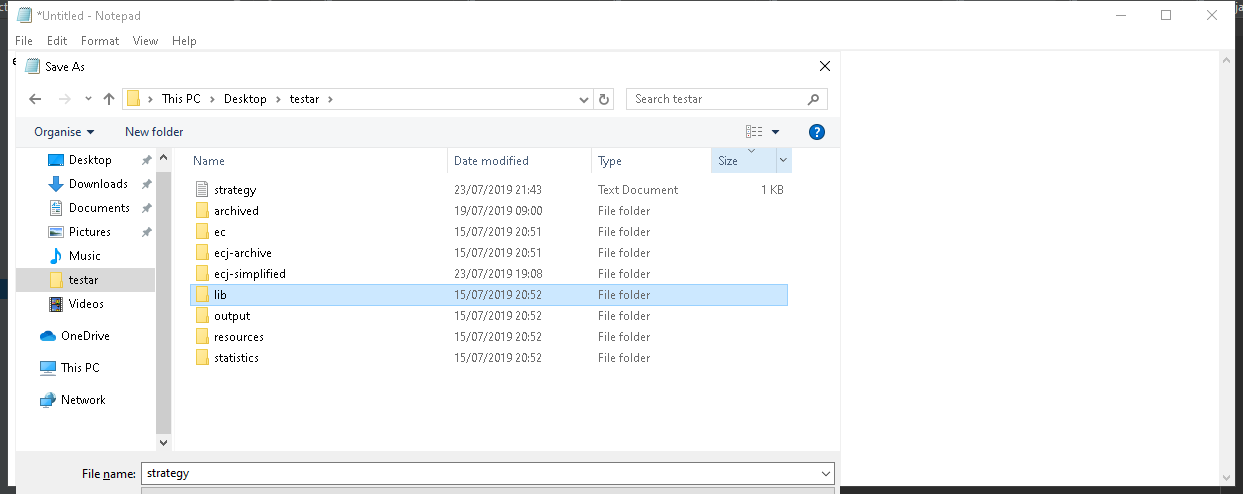 *Untitled - Notepad
File Edit Format View Help
Save As
This PC Desktop testar
Search testar
Organise New folder
Name Date modified Type Size
strategy 23/07/2019 21:43 Text Document 1 KB
archived 19/07/2019 09:00 File folder
ec 15/07/2019 20:51 File folder
ecj-archive 15/07/2019 20:51 File folder
ecj-simplified 23/07/2019 19:08 File folder
lib 15/07/2019 20:52 File folder
output 15/07/2019 20:52 File folder
resources 15/07/2019 20:52 File folder
statistics 15/07/2019 20:52 File folder
Desktop
Downloads
Documents
Pictures
Music
testar
Videos
OneDrive
This PC
Network
File name: strategy